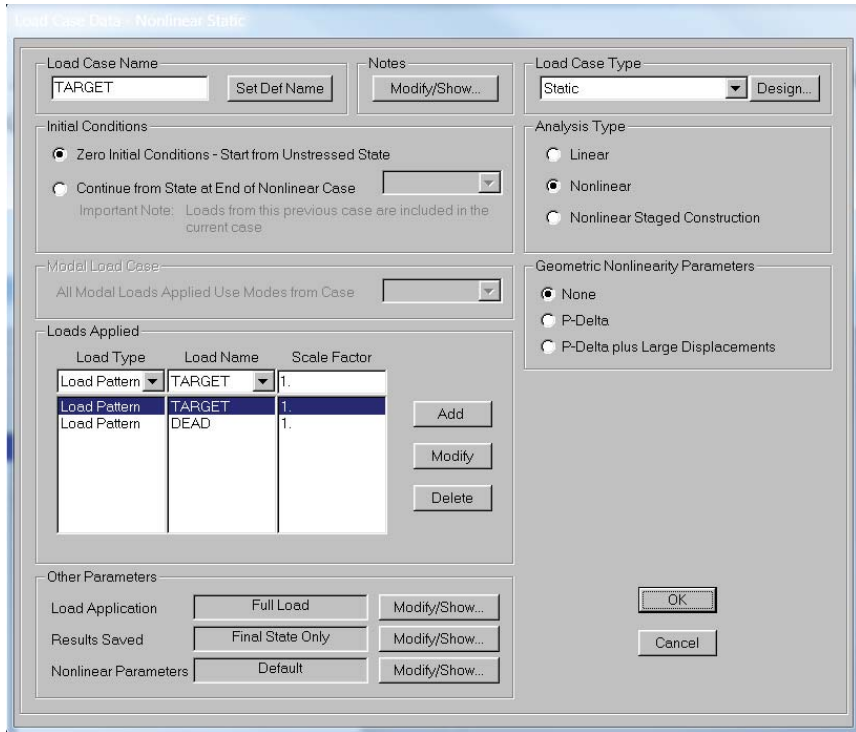 Load Case Data - Nonlinear Static
Load Case Name
TARGET
Set Def Name
Notes
Modify/Show...
Load Case Type
Static
Design...
Initial Conditions
Zero Initial Conditions - Start from Unstressed State
Continue from State at End of Nonlinear Case
Important Note: Loads from this previous case are included in the
current case
Analysis Type
Linear
Nonlinear
Nonlinear Staged Construction
Modal Load Case
All Modal Loads Applied Use Modes from Case
Geometric Nonlinearity Parameters
None
P-Delta
P-Delta plus Large Displacements
Loads Applied
Load Type Load Name Scale Factor
Load Pattern TARGET 1.
Load Pattern TARGET 1.
Load Pattern DEAD 1.
Add
Modify
Delete
Other Parameters
Load Application Full Load Modify/Show...
Results Saved Final State Only Modify/Show...
Nonlinear Parameters Default Modify/Show...
OK
Cancel